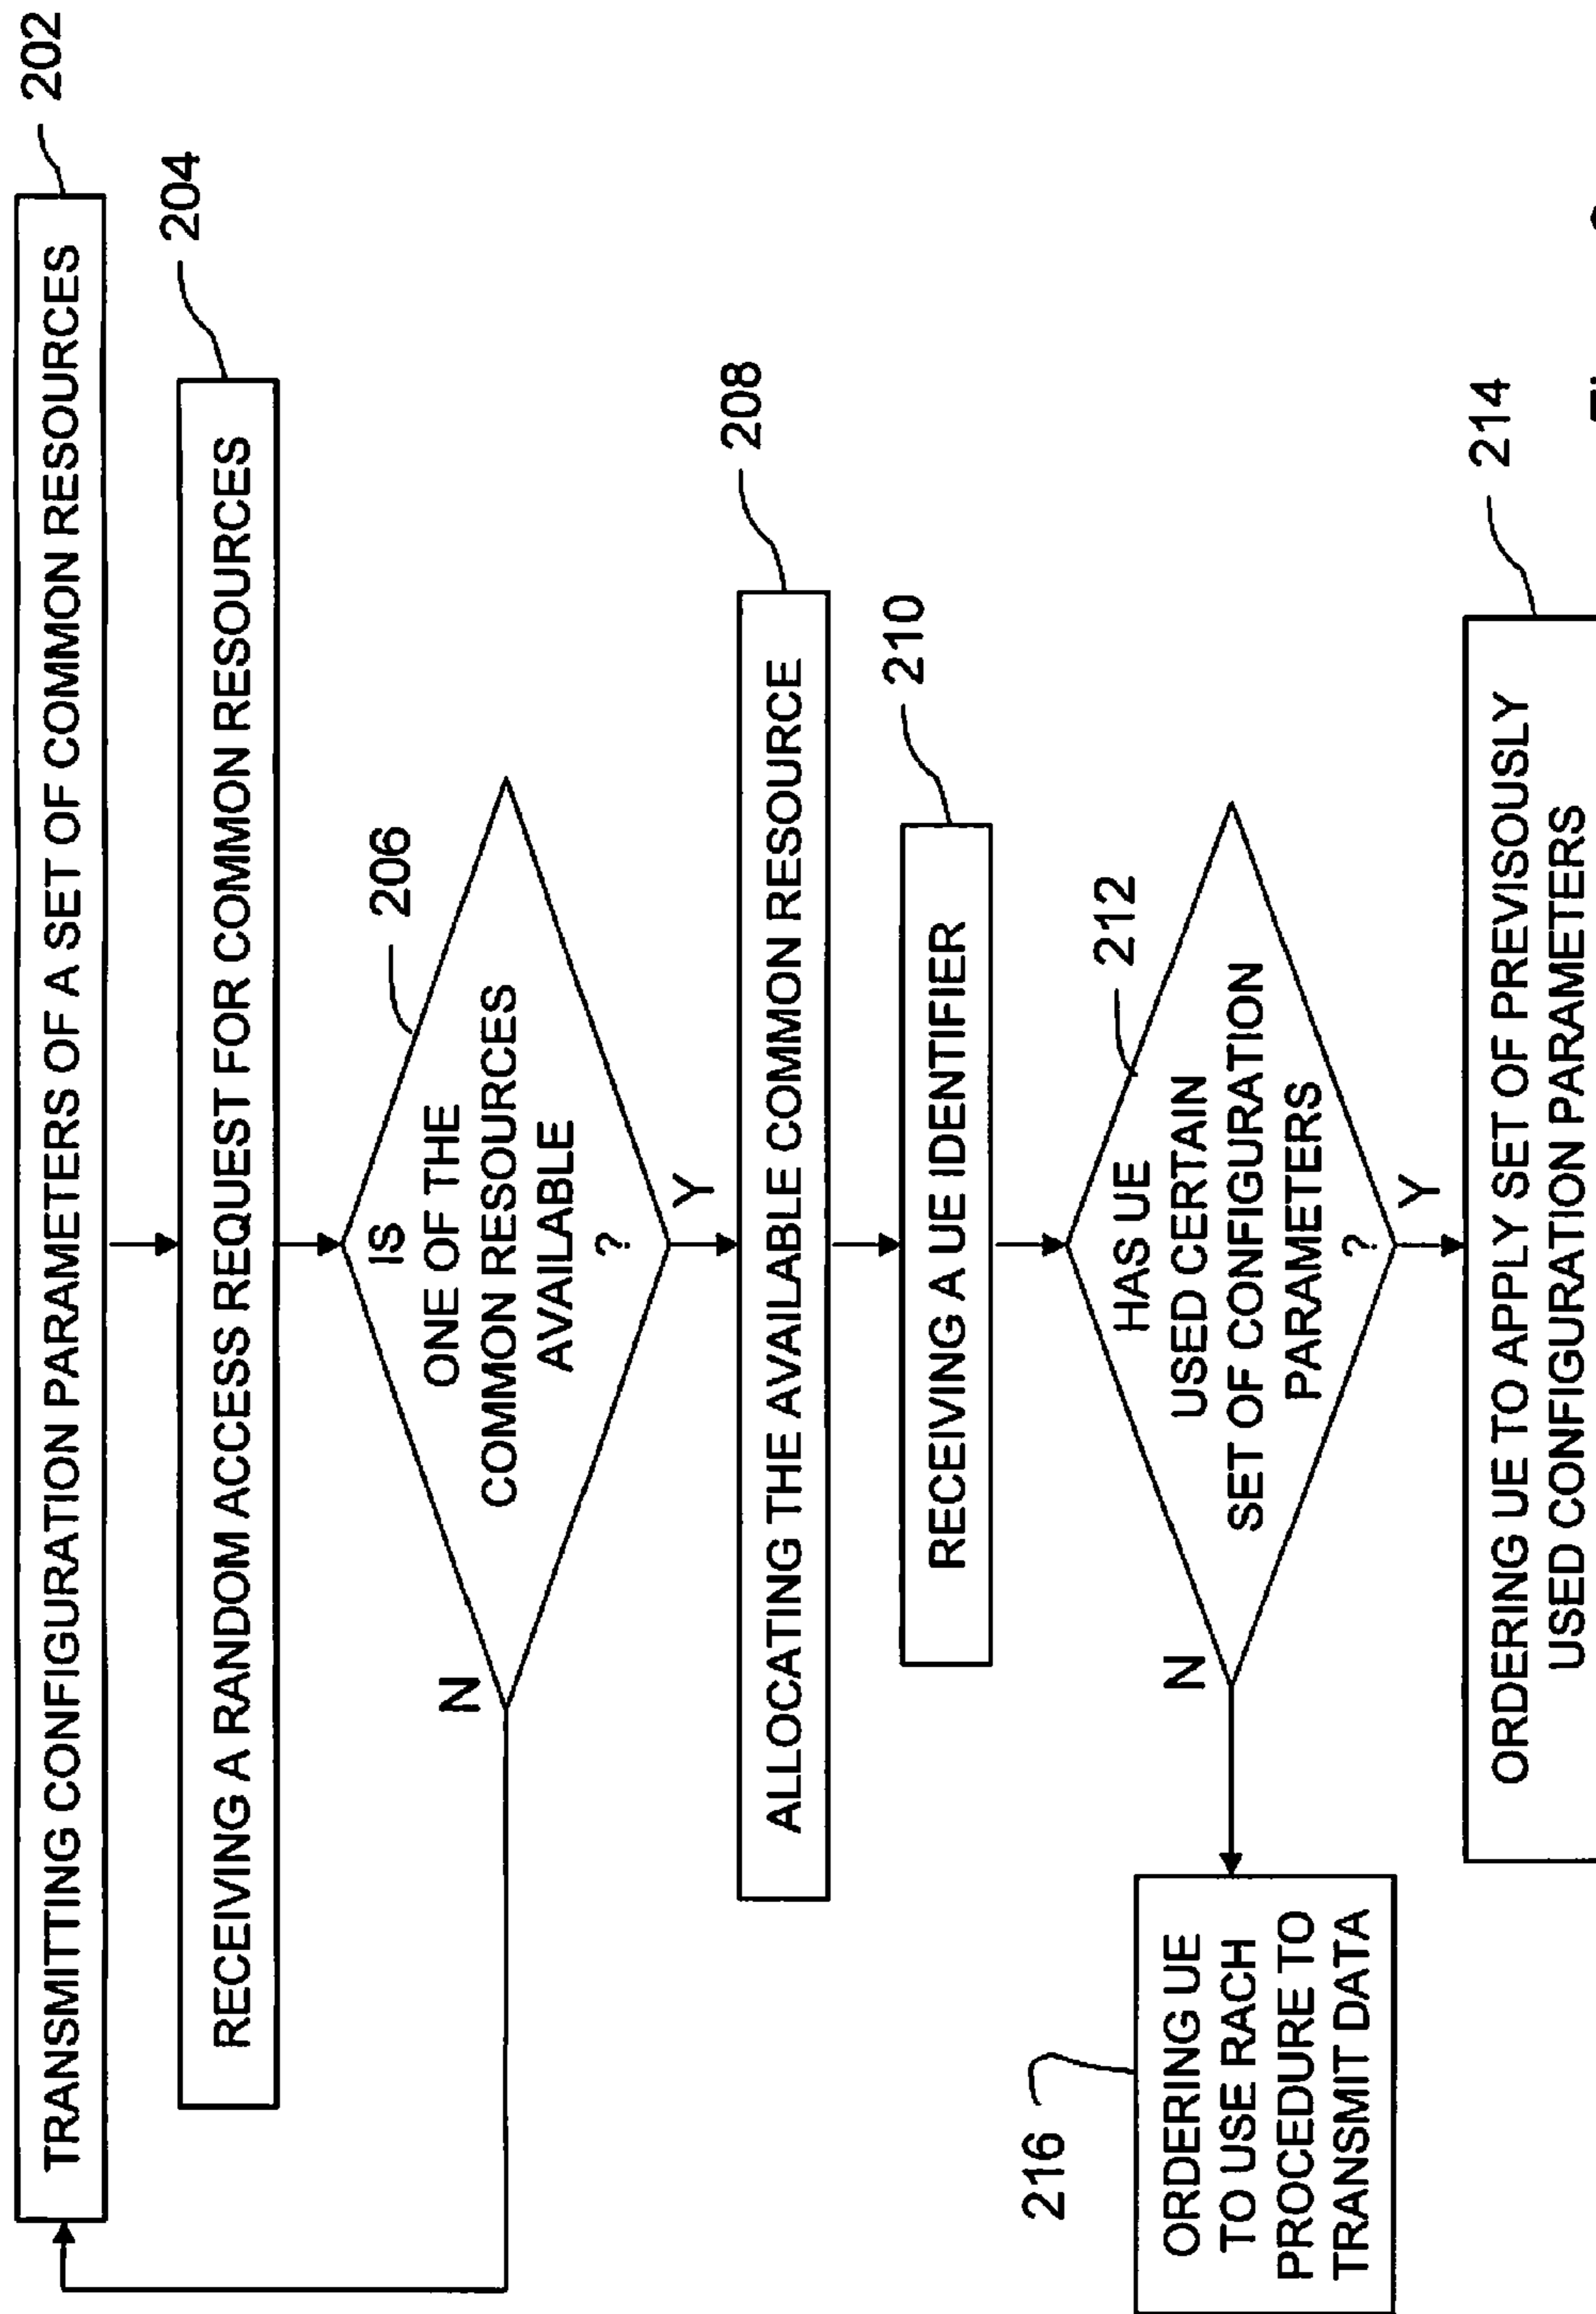 TRANSMITTING CONFIGURATION PARAMETERS OF A SET OF COMMON RESOURCES
202
RECEIVING A RANDOM ACCESS REQUEST FOR COMMON RESOURCES
204
206
IS
ONE OF THE
COMMON RESOURCES
AVAILABLE
?
N
Y
ALLOCATING THE AVAILABLE COMMON RESOURCE
208
RECEIVING A UE IDENTIFIER
210
212
HAS UE
USED CERTAIN
SET OF CONFIGURATION
PARAMETERS
?
N
Y
216
ORDERING UE
TO USE RACH
PROCEDURE TO
TRANSMIT DATA
ORDERING UE TO APPLY SET OF PREVISOUSLY
USED CONFIGURATION PARAMETERS
214